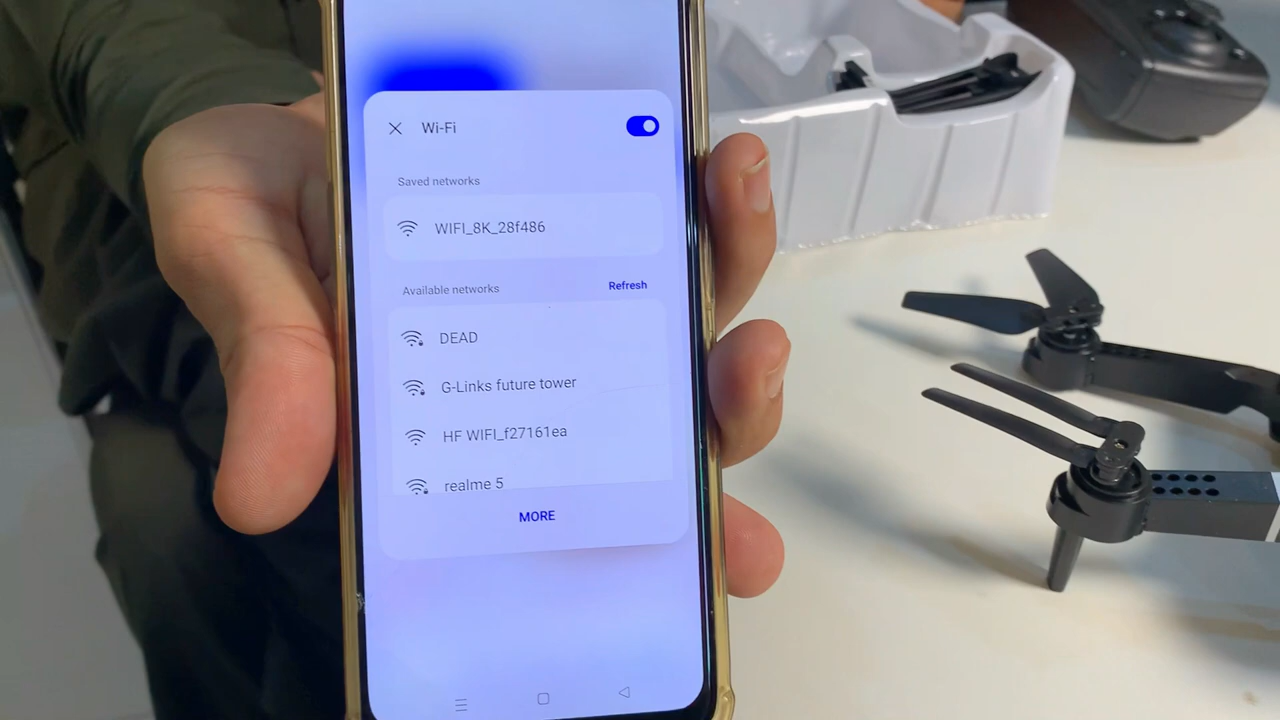 Wi-Fi
Saved networks
WIFI_8K_28f486
Available networks Refresh
DEAD
G-Links future tower
HF WIFI_f27161ea
realme 5
MORE